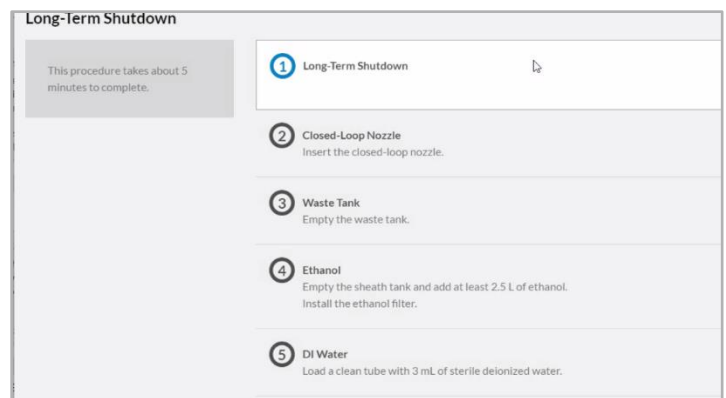 Long-Term Shutdown
This procedure takes about 5
minutes to complete.
1 Long-Term Shutdown
2 Closed-Loop Nozzle
Insert the closed-loop nozzle.
3 Waste Tank
Empty the waste tank.
4 Ethanol
Empty the sheath tank and add at least 2.5 L of ethanol.
Install the ethanol filter.
5 DI Water
Load a clean tube with 3 mL of sterile deionized water.